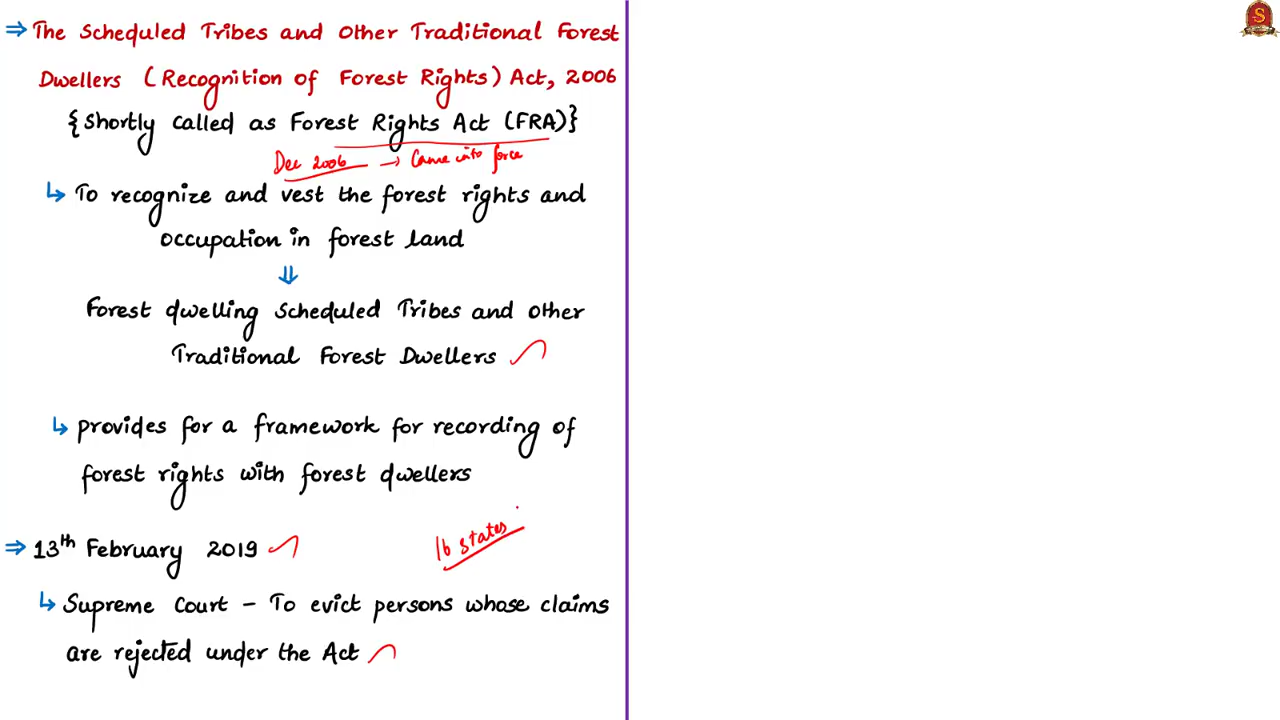 ⇒ The Scheduled Tribes and Other Traditional Forest
Dwellers (Recognition of Forest Rights) Act, 2006
{Shortly called as Forest Rights Act (FRA)}
Dec 2006 → Came into force
↳ To recognize and vest the forest rights and
occupation in forest land
⇓
Forest dwelling Scheduled Tribes and Other
Traditional Forest Dwellers
↳ provides for a framework for recording of
forest rights with forest dwellers
16 states
⇒ 13th February 2019
↳ Supreme Court - To evict persons whose claims
are rejected under the Act
S